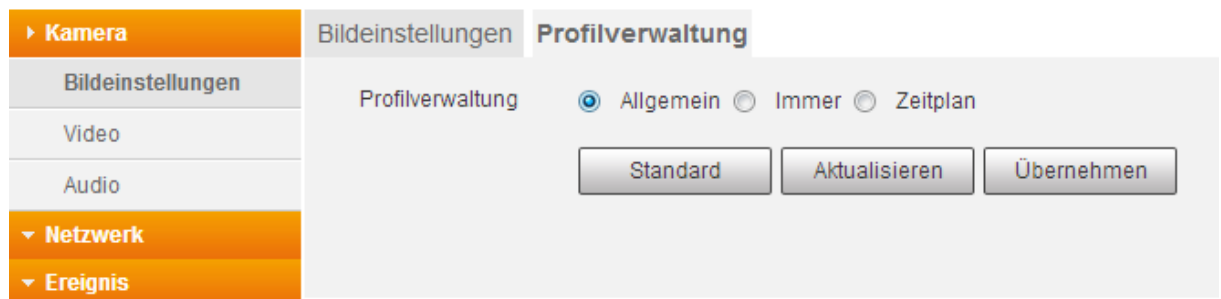 Kamera
Bildeinstellungen
Video
Audio
Netzwerk
Ereignis
Bildeinstellungen Profilverwaltung
Profilverwaltung Allgemein Immer Zeitplan
Standard Aktualisieren Übernehmen